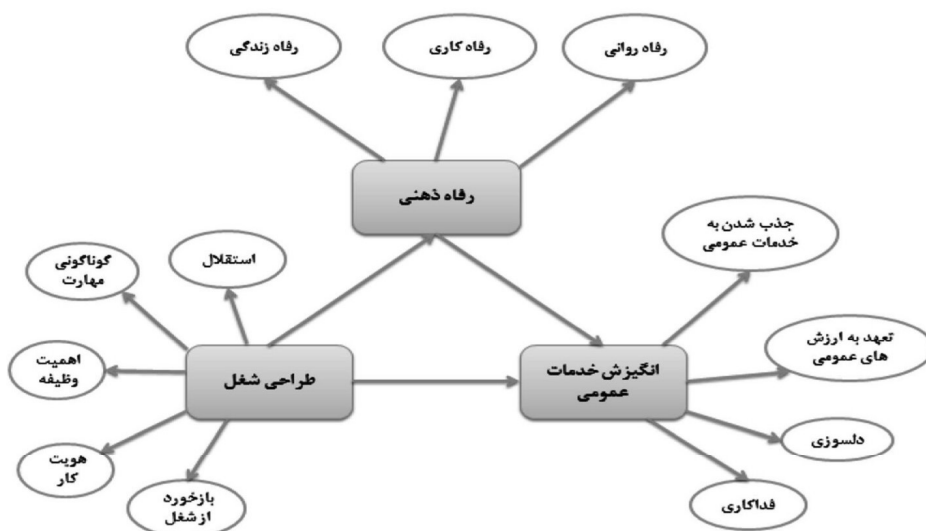 رفاه روانی
رفاه کاری
رفاه زندگی
رفاه ذهنی
جذب شدن به
خدمات عمومی
استقلال
گوناگونی
مهارت
تعهد به ارزش
های عمومی
انگیزش خدمات
عمومی
طراحی شغل
اهمیت
وظیفه
دلسوزی
هویت
کار
فداکاری
بازخورد
از شغل